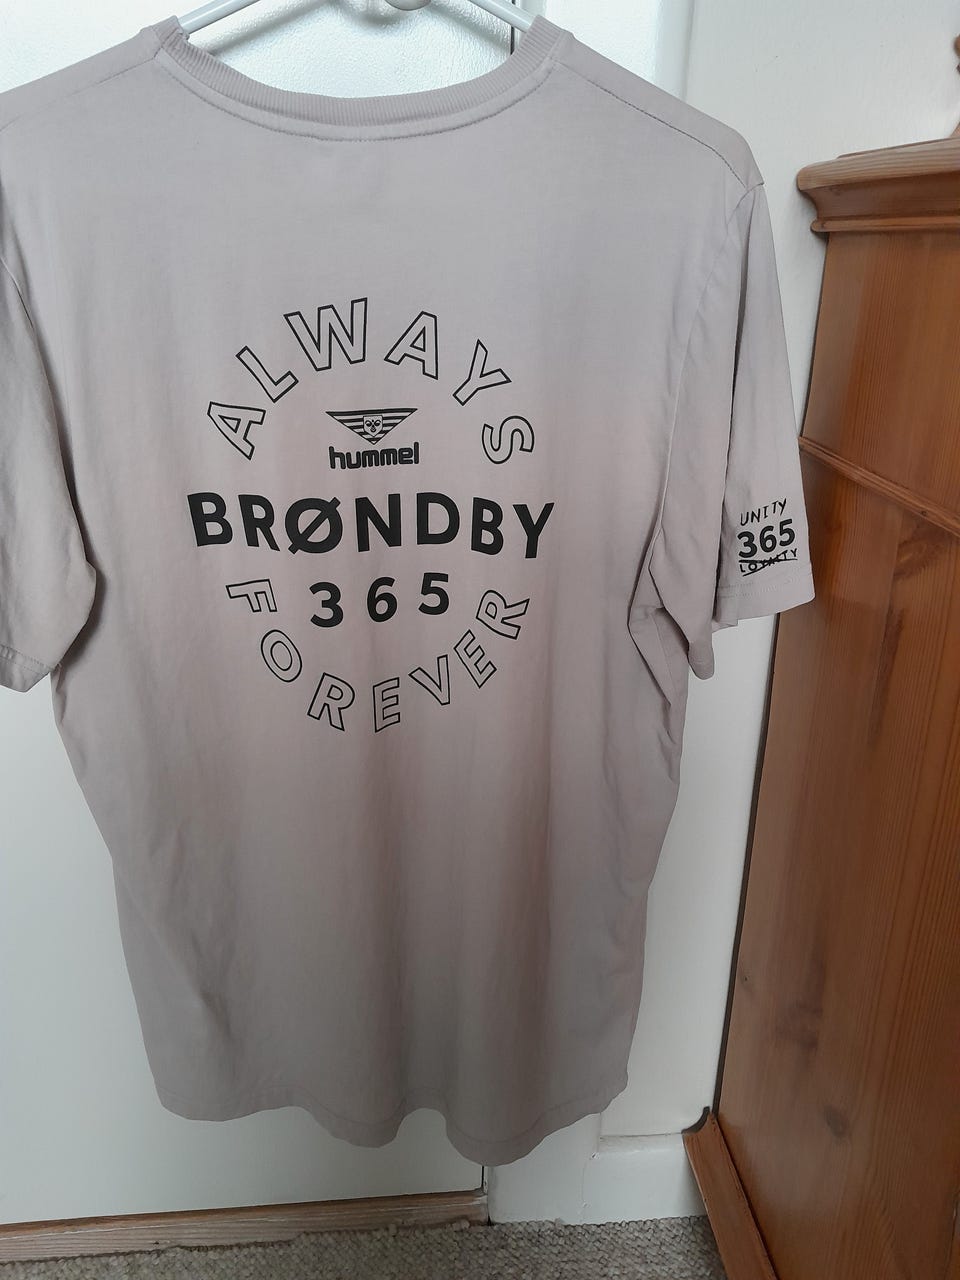 ALWAYS
hummel
BRØNDBY
365
FOREVER
UNITY
365
LOYALTY